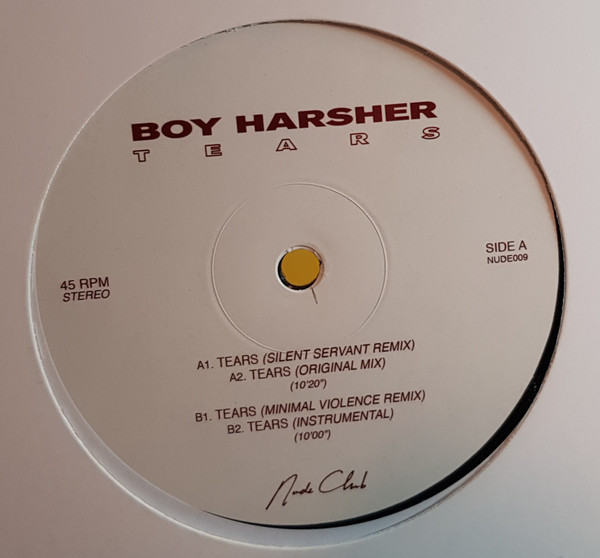 BOY HARSHER
TEARS
45 RPM
STEREO
SIDE A
NUDE009
A1. TEARS (SILENT SERVANT REMIX)
A2. TEARS (ORIGINAL MIX)
(10'20")
B1. TEARS (MINIMAL VIOLENCE REMIX)
B2. TEARS (INSTRUMENTAL)
(10'00")
Nude Club